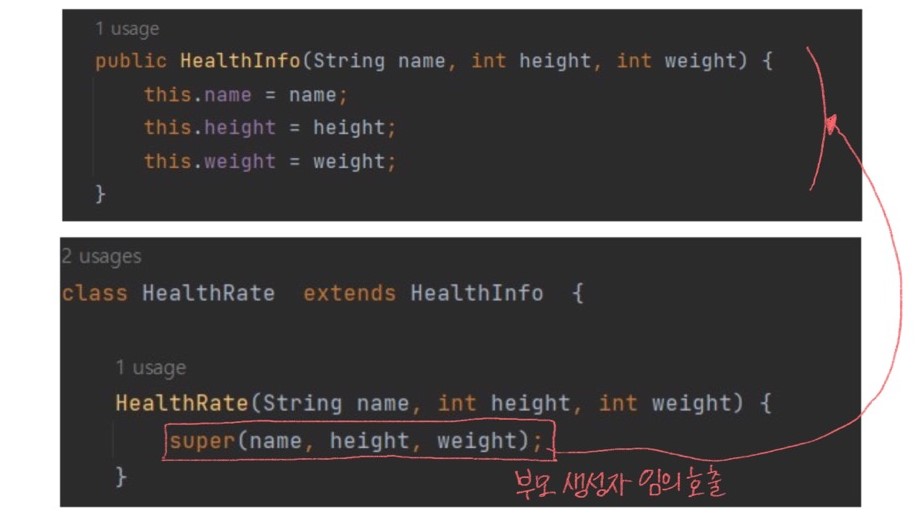 1 usage
public HealthInfo(String name, int height, int weight) {
this.name = name;
this.height = height;
this.weight = weight;
}
2 usages
class HealthRate extends HealthInfo {
1 usage
HealthRate(String name, int height, int weight) {
super(name, height, weight);
}
부모 생성자 임의 호출